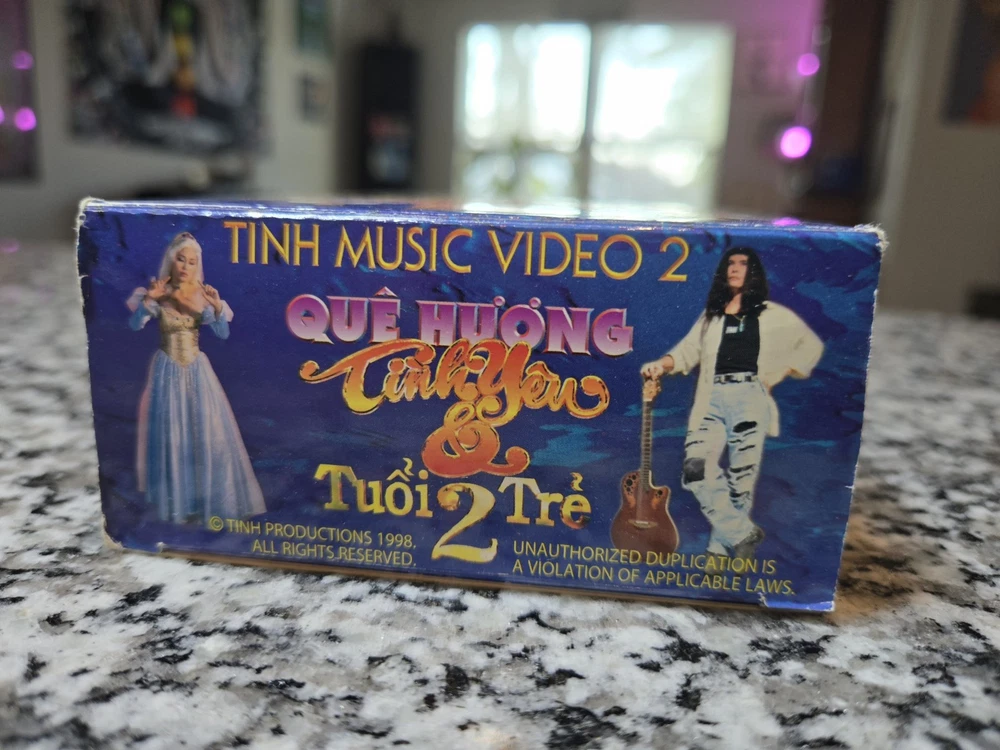 TINH MUSIC VIDEO 2
QUÊ HƯƠNG
Tình Yêu
&
Tuổi 2 Trẻ
© TINH PRODUCTIONS 1998.
ALL RIGHTS RESERVED.
UNAUTHORIZED DUPLICATION IS
A VIOLATION OF APPLICABLE LAWS.